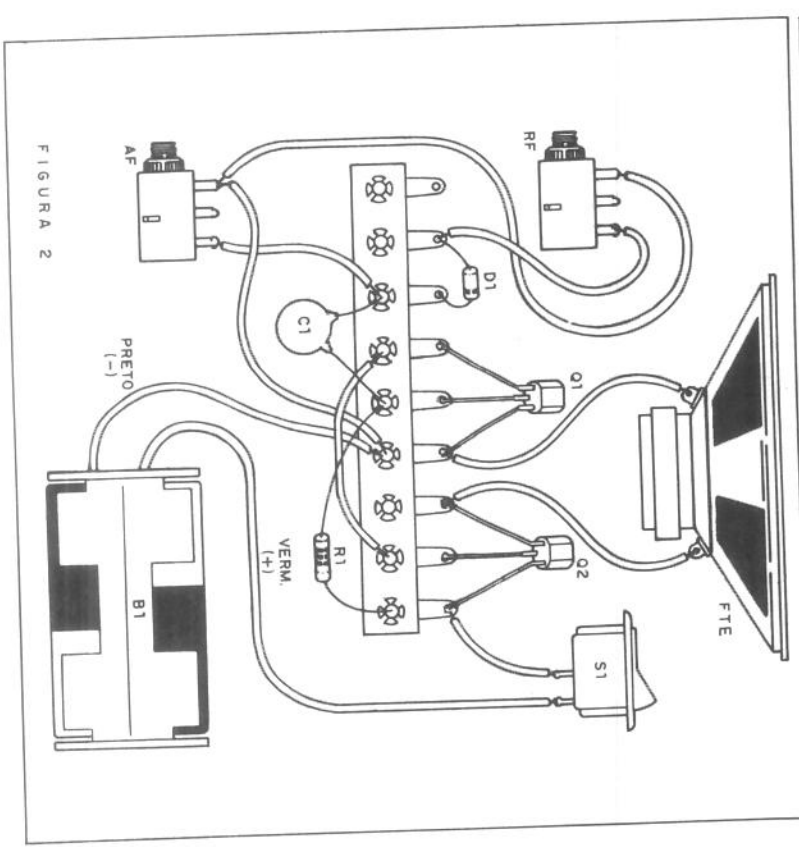 FIGURA 2
AF
RF
D1
C1
Q1
FTE
PRETO
(-)
VERM.
(+)
R1
Q2
S1
B1